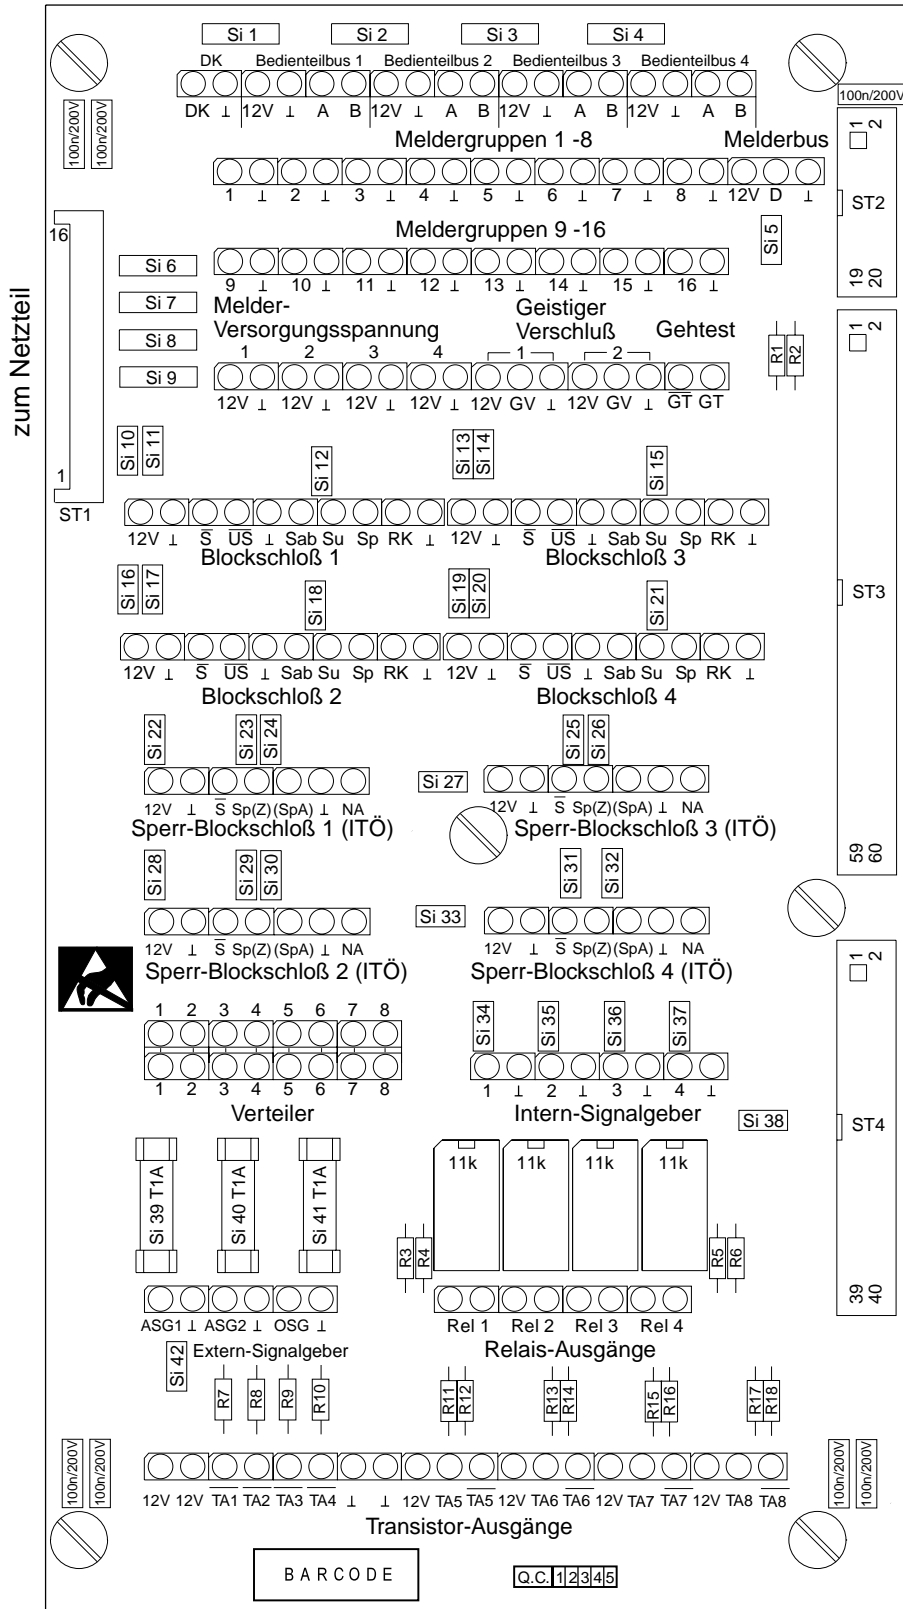 Si 1 Si 2 Si 3 Si 4
DK Bedienteilbus 1 Bedienteilbus 2 Bedienteilbus 3 Bedienteilbus 4
DK ⊥ 12V ⊥ A B 12V ⊥ A B 12V ⊥ A B 12V ⊥ A B
100n/200V
100n/200V
100n/200V
Meldergruppen 1 -8 Melderbus
1 ⊥ 2 ⊥ 3 ⊥ 4 ⊥ 5 ⊥ 6 ⊥ 7 ⊥ 8 ⊥ 12V D ⊥
1 2
ST2
19 20
Si 5
Meldergruppen 9 -16
9 ⊥ 10 ⊥ 11 ⊥ 12 ⊥ 13 ⊥ 14 ⊥ 15 ⊥ 16 ⊥
zum Netzteil
16
1
ST1
Si 6
Si 7
Si 8
Si 9
Melder-
Versorgungsspannung
Geistiger
Verschluß
Gehtest
1 2 3 4 1 2
12V ⊥ 12V ⊥ 12V ⊥ 12V ⊥ 12V GV ⊥ 12V GV ⊥ G̅T̅ GT
R1 R2
1 2
ST3
59 60
Si 10 Si 11 Si 12 Si 13 Si 14 Si 15
12V ⊥ S̅ U̅S̅ ⊥ Sab Su Sp RK ⊥ 12V ⊥ S̅ U̅S̅ ⊥ Sab Su Sp RK ⊥
Blockschloß 1 Blockschloß 3
Si 16 Si 17 Si 18 Si 19 Si 20 Si 21
12V ⊥ S̅ U̅S̅ ⊥ Sab Su Sp RK ⊥ 12V ⊥ S̅ U̅S̅ ⊥ Sab Su Sp RK ⊥
Blockschloß 2 Blockschloß 4
Si 22 Si 23 Si 24 Si 27 Si 25 Si 26
12V ⊥ S̅ Sp(Z) (SpA) ⊥ NA 12V ⊥ S̅ Sp(Z) (SpA) ⊥ NA
Sperr-Blockschloß 1 (ITÖ) Sperr-Blockschloß 3 (ITÖ)
Si 28 Si 29 Si 30 Si 33 Si 31 Si 32
12V ⊥ S̅ Sp(Z) (SpA) ⊥ NA 12V ⊥ S̅ Sp(Z) (SpA) ⊥ NA
Sperr-Blockschloß 2 (ITÖ) Sperr-Blockschloß 4 (ITÖ)
1 2
ST4
39 40
1 2 3 4 5 6 7 8
1 2 3 4 5 6 7 8
Verteiler
Si 34 Si 35 Si 36 Si 37
1 ⊥ 2 ⊥ 3 ⊥ 4 ⊥
Intern-Signalgeber
Si 38
Si 39 T1A Si 40 T1A Si 41 T1A
11k 11k 11k 11k
R3 R4 R5 R6
ASG1 ⊥ ASG2 ⊥ OSG ⊥
Extern-Signalgeber
Rel 1 Rel 2 Rel 3 Rel 4
Relais-Ausgänge
Si 42
R7 R8 R9 R10 R11 R12 R13 R14 R15 R16 R17 R18
100n/200V
100n/200V
100n/200V
100n/200V
12V 12V T̅A̅1̅ T̅A̅2̅ T̅A̅3̅ T̅A̅4̅ ⊥ ⊥ 12V TA5 T̅A̅5̅ 12V TA6 T̅A̅6̅ 12V TA7 T̅A̅7̅ 12V TA8 T̅A̅8̅
Transistor-Ausgänge
BARCODE
Q.C. 1 2 3 4 5